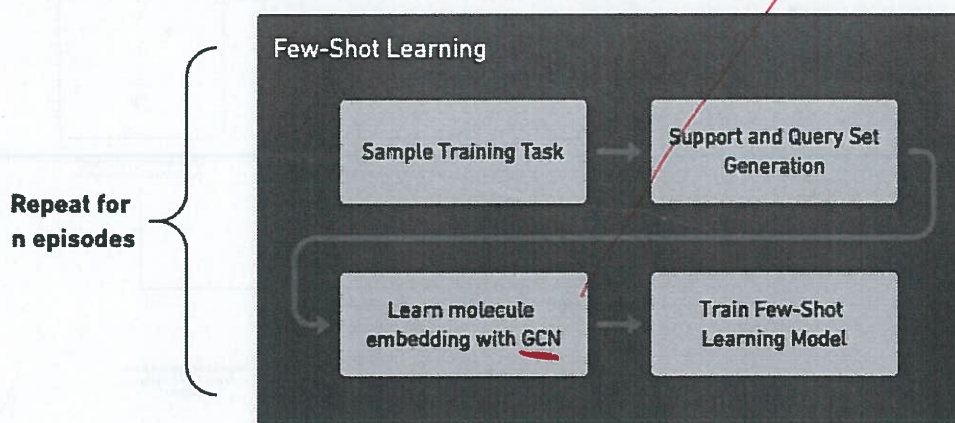 Few-Shot Learning
Sample Training Task
Support and Query Set
Generation
Repeat for
n episodes
Learn molecule
embedding with GCN
Train Few-Shot
Learning Model